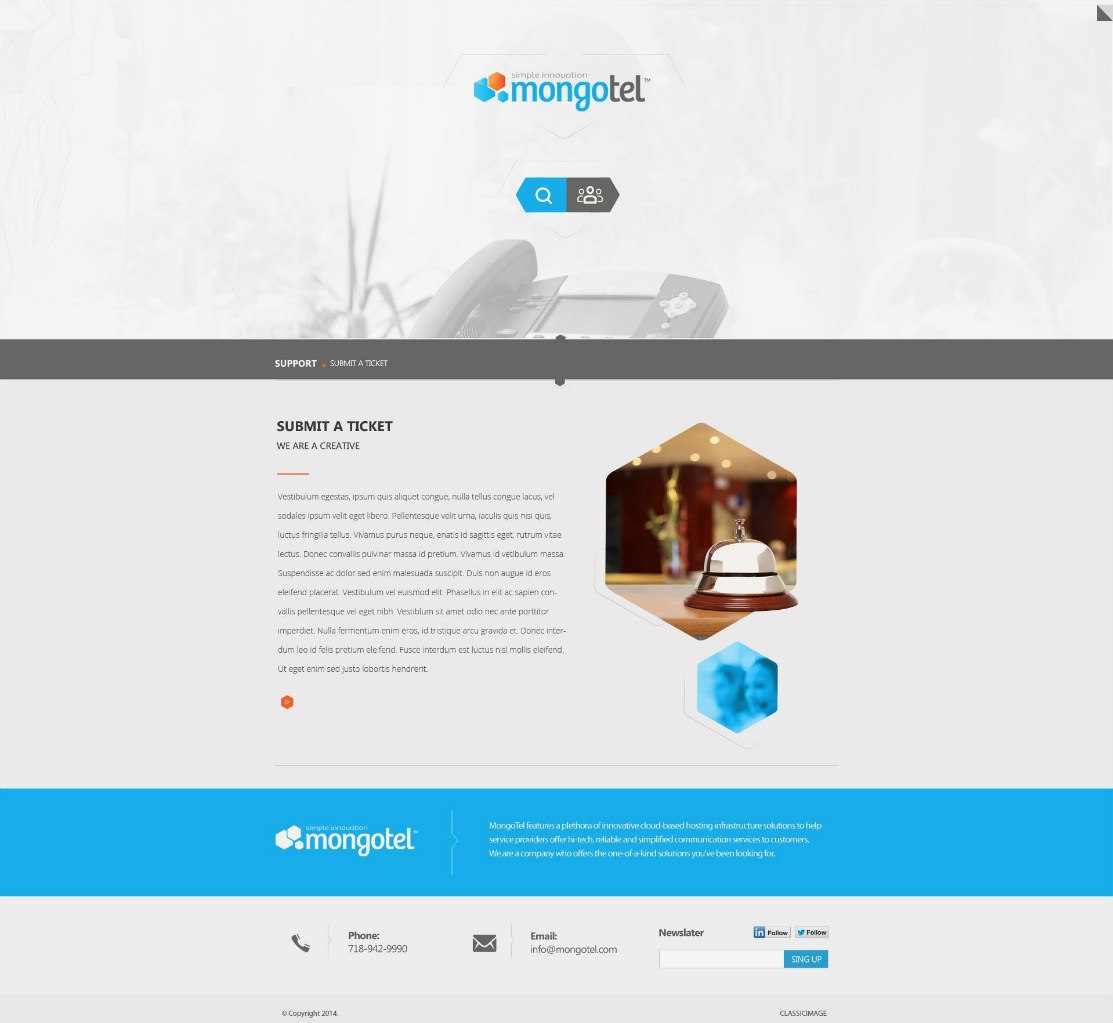 simple innovation
mongotel™
SUPPORT SUBMIT A TICKET
SUBMIT A TICKET
WE ARE A CREATIVE
Vestibulum egestas, ipsum quis aliquet congue, nulla tellus congue lacus, vel
sodales ipsum velit eget libero. Pellentesque velit urna, iaculis quis nisi quis,
luctus fringilla tellus. Vivamus purus neque, enatis id sagittis eget, rutrum vitae
lectus. Donec convallis pulvinar massa id pretium. Vivamus id vetibulum massa.
Suspendisse ac dolor sed enim malesuada suscipit. Duis non augue id eros
eleifend placerat. Vestibulum vel euismod elit. Phasellus in elit ac sapien con-
vallis pellentesque vel eget nibh. Vestiblum sit amet odio nec ante porttitor
imperdiet. Nulla fermentum enim eros, id tristique arcu gravida et. Donec inter-
dum leo id felis pretium eleifend. Fusce interdum est luctus nisl mollis eleifend.
Ut eget enim sed justo lobortis hendrerit.
simple innovation
mongotel™
MongoTel features a plethora of innovative cloud-based hosting infrastructure solutions to help
service providers offer hi-tech, reliable and simplified communication services to customers.
We are a company who offers the one-of-a-kind solutions you've been looking for.
Phone:
718-942-9990
Email:
info@mongotel.com
Newslater
in Follow
Follow
SING UP
© Copyright 2014.
CLASSICIMAGE